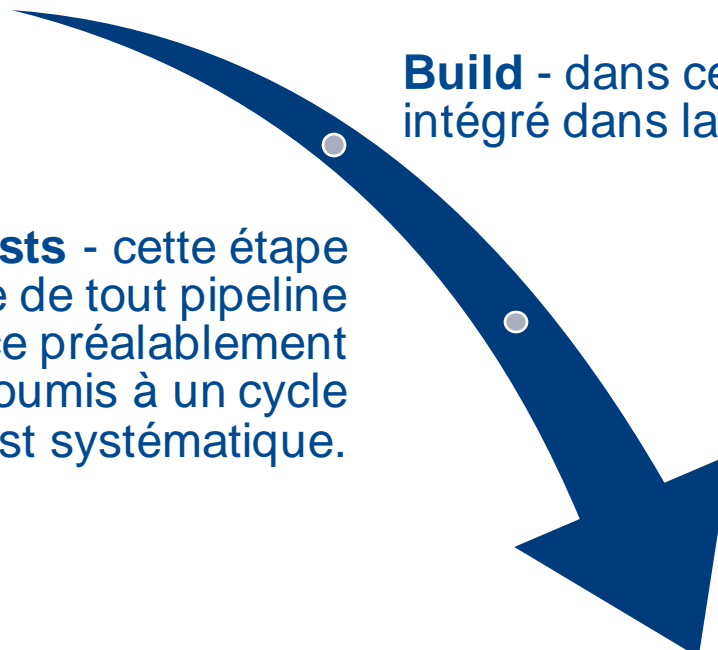 Build - dans ce
intégré dans la
sts - cette étape
e de tout pipeline
ce préalablement
oumis à un cycle
st systématique.